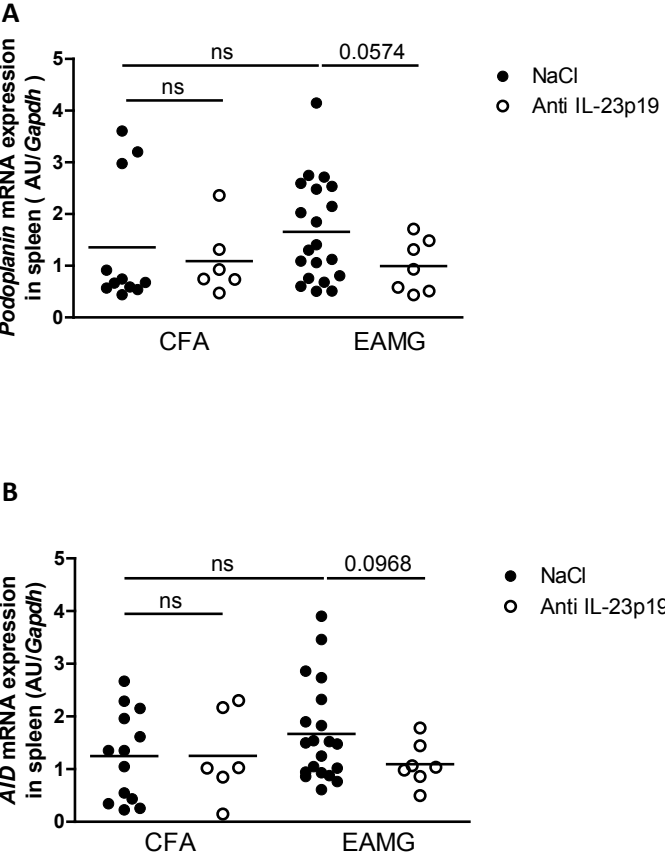 A
Podoplanin mRNA expression
in spleen ( AU/Gapdh )
5
4
3
2
1
0
ns
0.0574
ns
NaCl
Anti IL-23p19
CFA
EAMG
B
AID mRNA expression
in spleen (AU/Gapdh)
5
4
3
2
1
0
ns
0.0968
ns
NaCl
Anti IL-23p19
CFA
EAMG